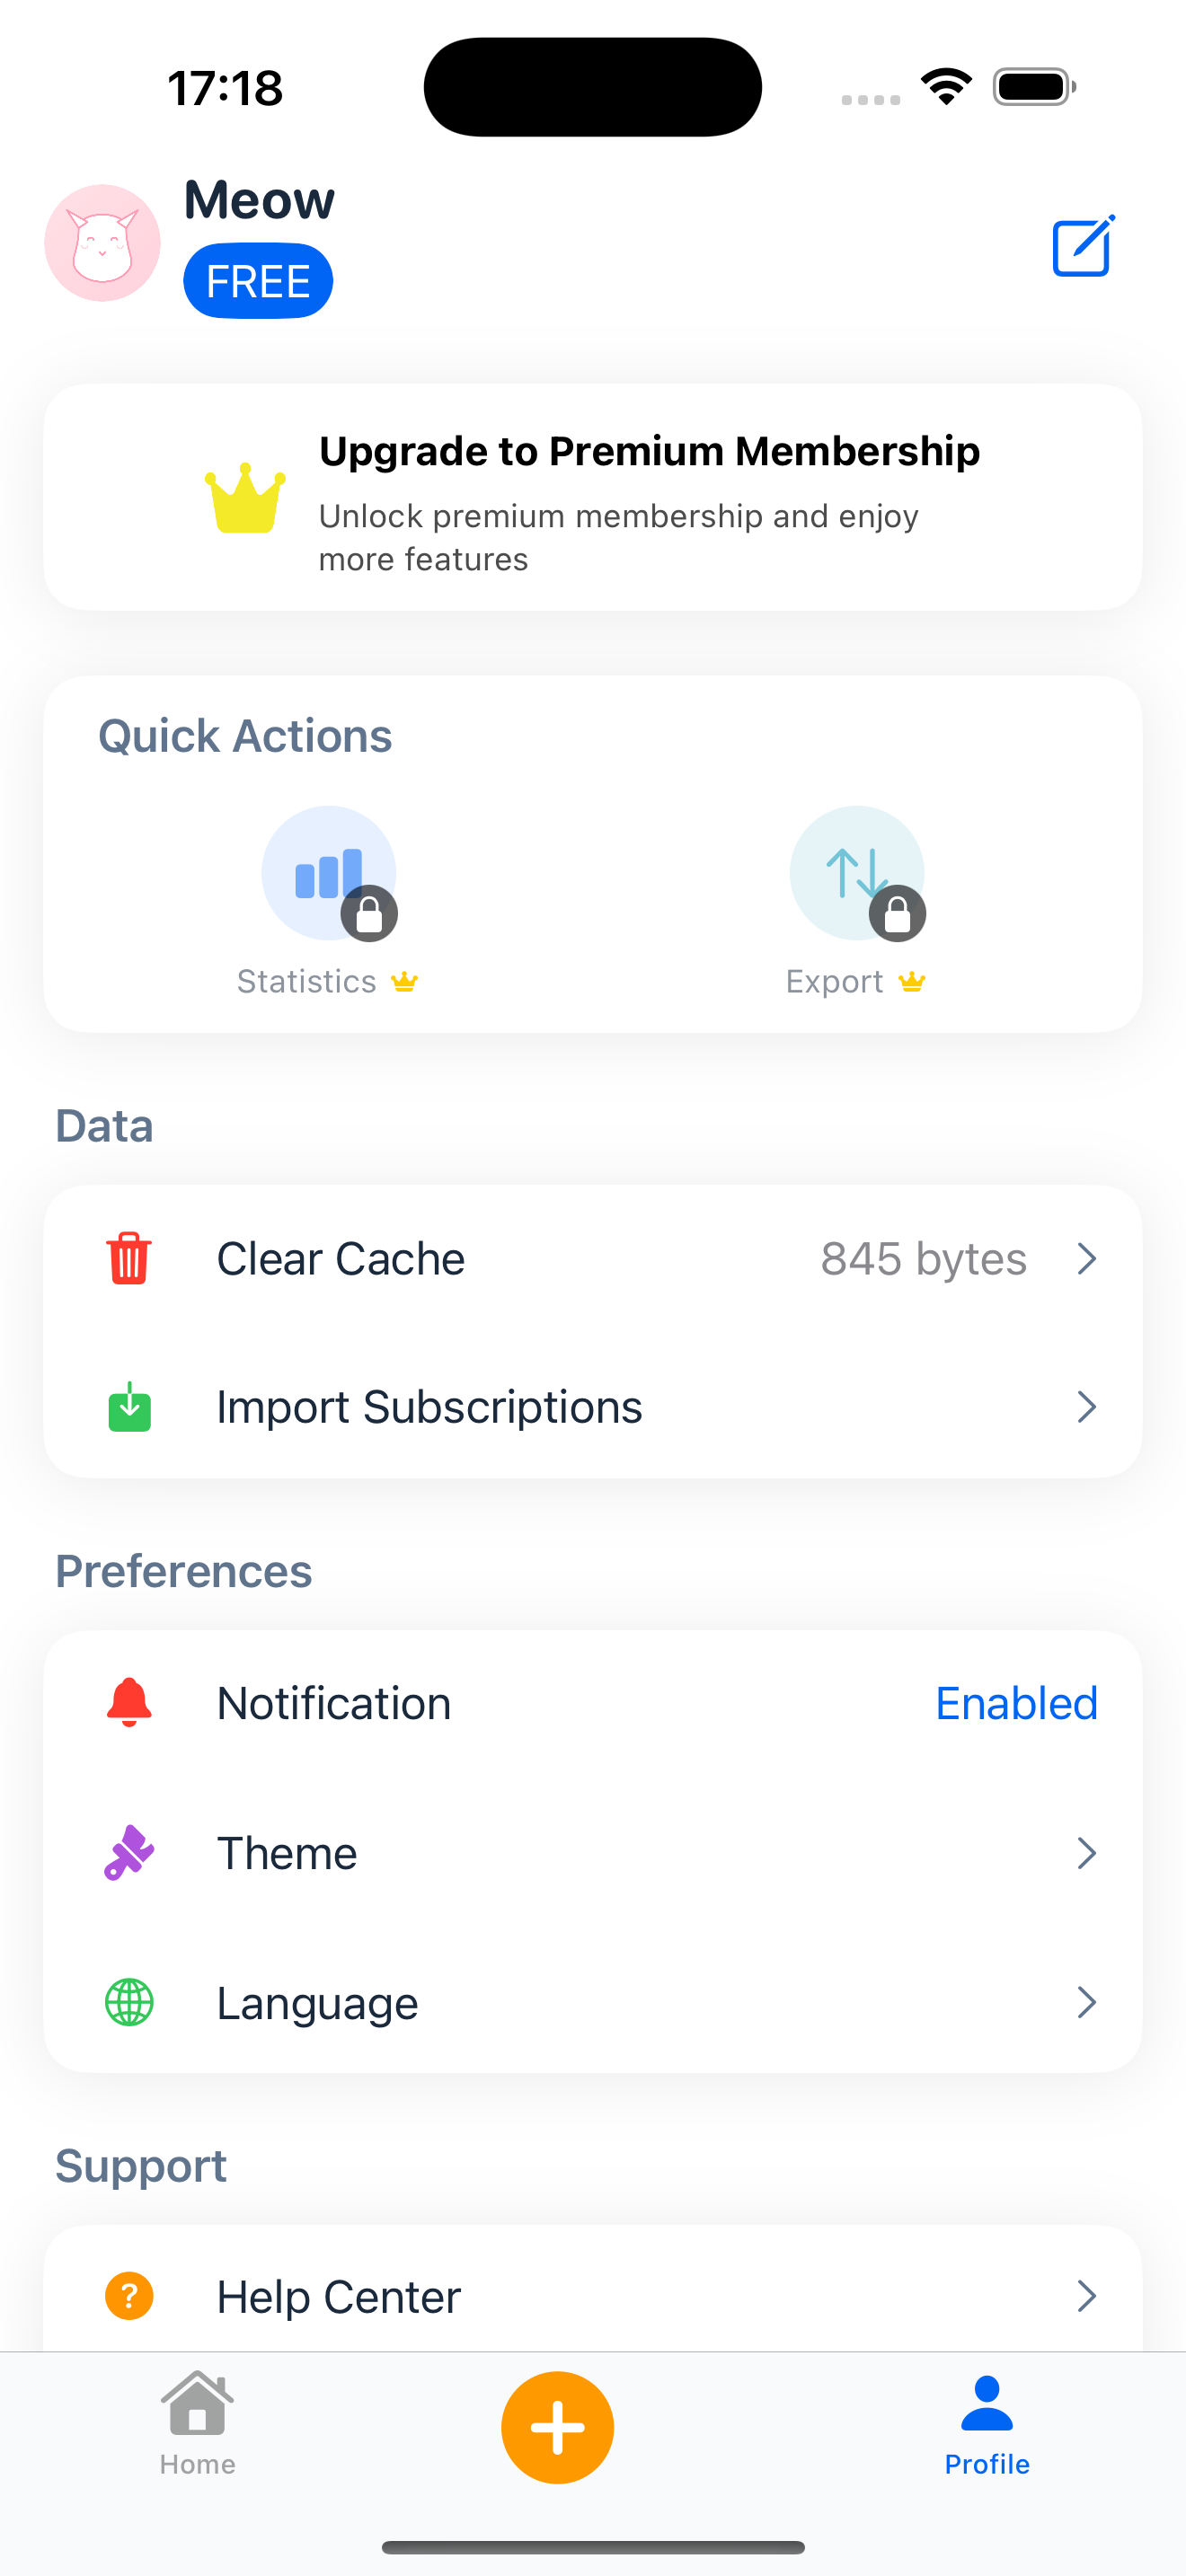 17:18
Meow
FREE
Upgrade to Premium Membership
Unlock premium membership and enjoy
more features
Quick Actions
Statistics
Export
Data
Clear Cache
845 bytes
Import Subscriptions
Preferences
Notification
Enabled
Theme
Language
Support
?
Help Center
Home
Profile